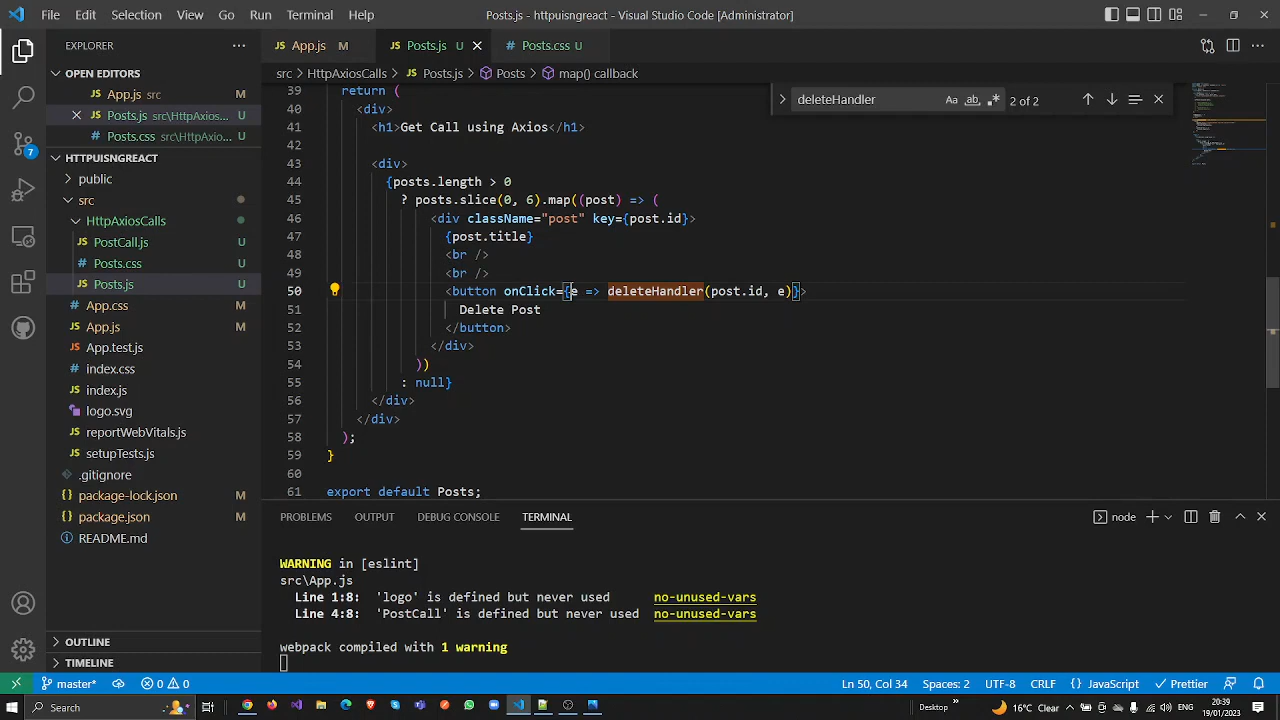 File Edit Selection View Go Run Terminal Help
Posts.js - httpuisngreact - Visual Studio Code [Administrator]
EXPLORER
App.js M
Posts.js U
# Posts.css U
src > HttpAxiosCalls > JS Posts.js > Posts > map() callback
OPEN EDITORS
JS App.js src M
JS Posts.js src\HttpAxios... U
# Posts.css src\HttpAxio... U
HTTPUISNGREACT
public
src
HttpAxiosCalls
JS PostCall.js U
# Posts.css U
JS Posts.js U
# App.css M
JS App.js M
JS App.test.js
# index.css
JS index.js
logo.svg
JS reportWebVitals.js
JS setupTests.js
.gitignore
{} package-lock.json M
{} package.json M
README.md
OUTLINE
TIMELINE
7
deleteHandler Aa ab 2 of 2
39 return (
40 <div>
41 <h1>Get Call using Axios</h1>
42
43 <div>
44 {posts.length > 0
45 ? posts.slice(0, 6).map((post) => (
46 <div className="post" key={post.id}>
47 {post.title}
48 <br />
49 <br />
50 <button onClick={e => deleteHandler(post.id, e)}>
51 Delete Post
52 </button>
53 </div>
54 ))
55 : null}
56 </div>
57 </div>
58 );
59 }
60
61 export default Posts;
PROBLEMS OUTPUT DEBUG CONSOLE TERMINAL
node
WARNING in [eslint]
src\App.js
Line 1:8: 'logo' is defined but never used no-unused-vars
Line 4:8: 'PostCall' is defined but never used no-unused-vars
webpack compiled with 1 warning
master* 0 0
Ln 50, Col 34 Spaces: 2 UTF-8 CRLF {} JavaScript Prettier
Search
Desktop
16°C Clear
ENG
20:39
19/01/2023